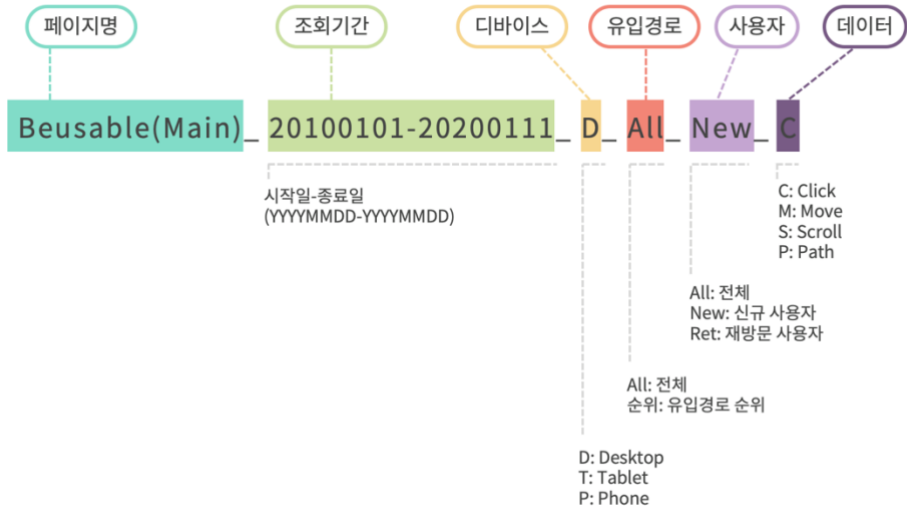 페이지명 조회기간 디바이스 유입경로 사용자 데이터
Beusable(Main)_ 20100101-20200111_ D_ All_ New_ C
시작일-종료일
(YYYYMMDD-YYYYMMDD)
C: Click
M: Move
S: Scroll
P: Path
All: 전체
New: 신규 사용자
Ret: 재방문 사용자
All: 전체
순위: 유입경로 순위
D: Desktop
T: Tablet
P: Phone